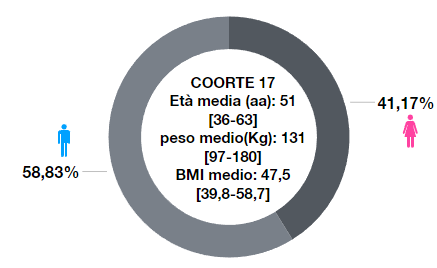 COORTE 17
Età media (aa): 51
[36-63]
peso medio(Kg): 131
[97-180]
BMI medio: 47,5
[39,8-58,7]
41,17%
58,83%